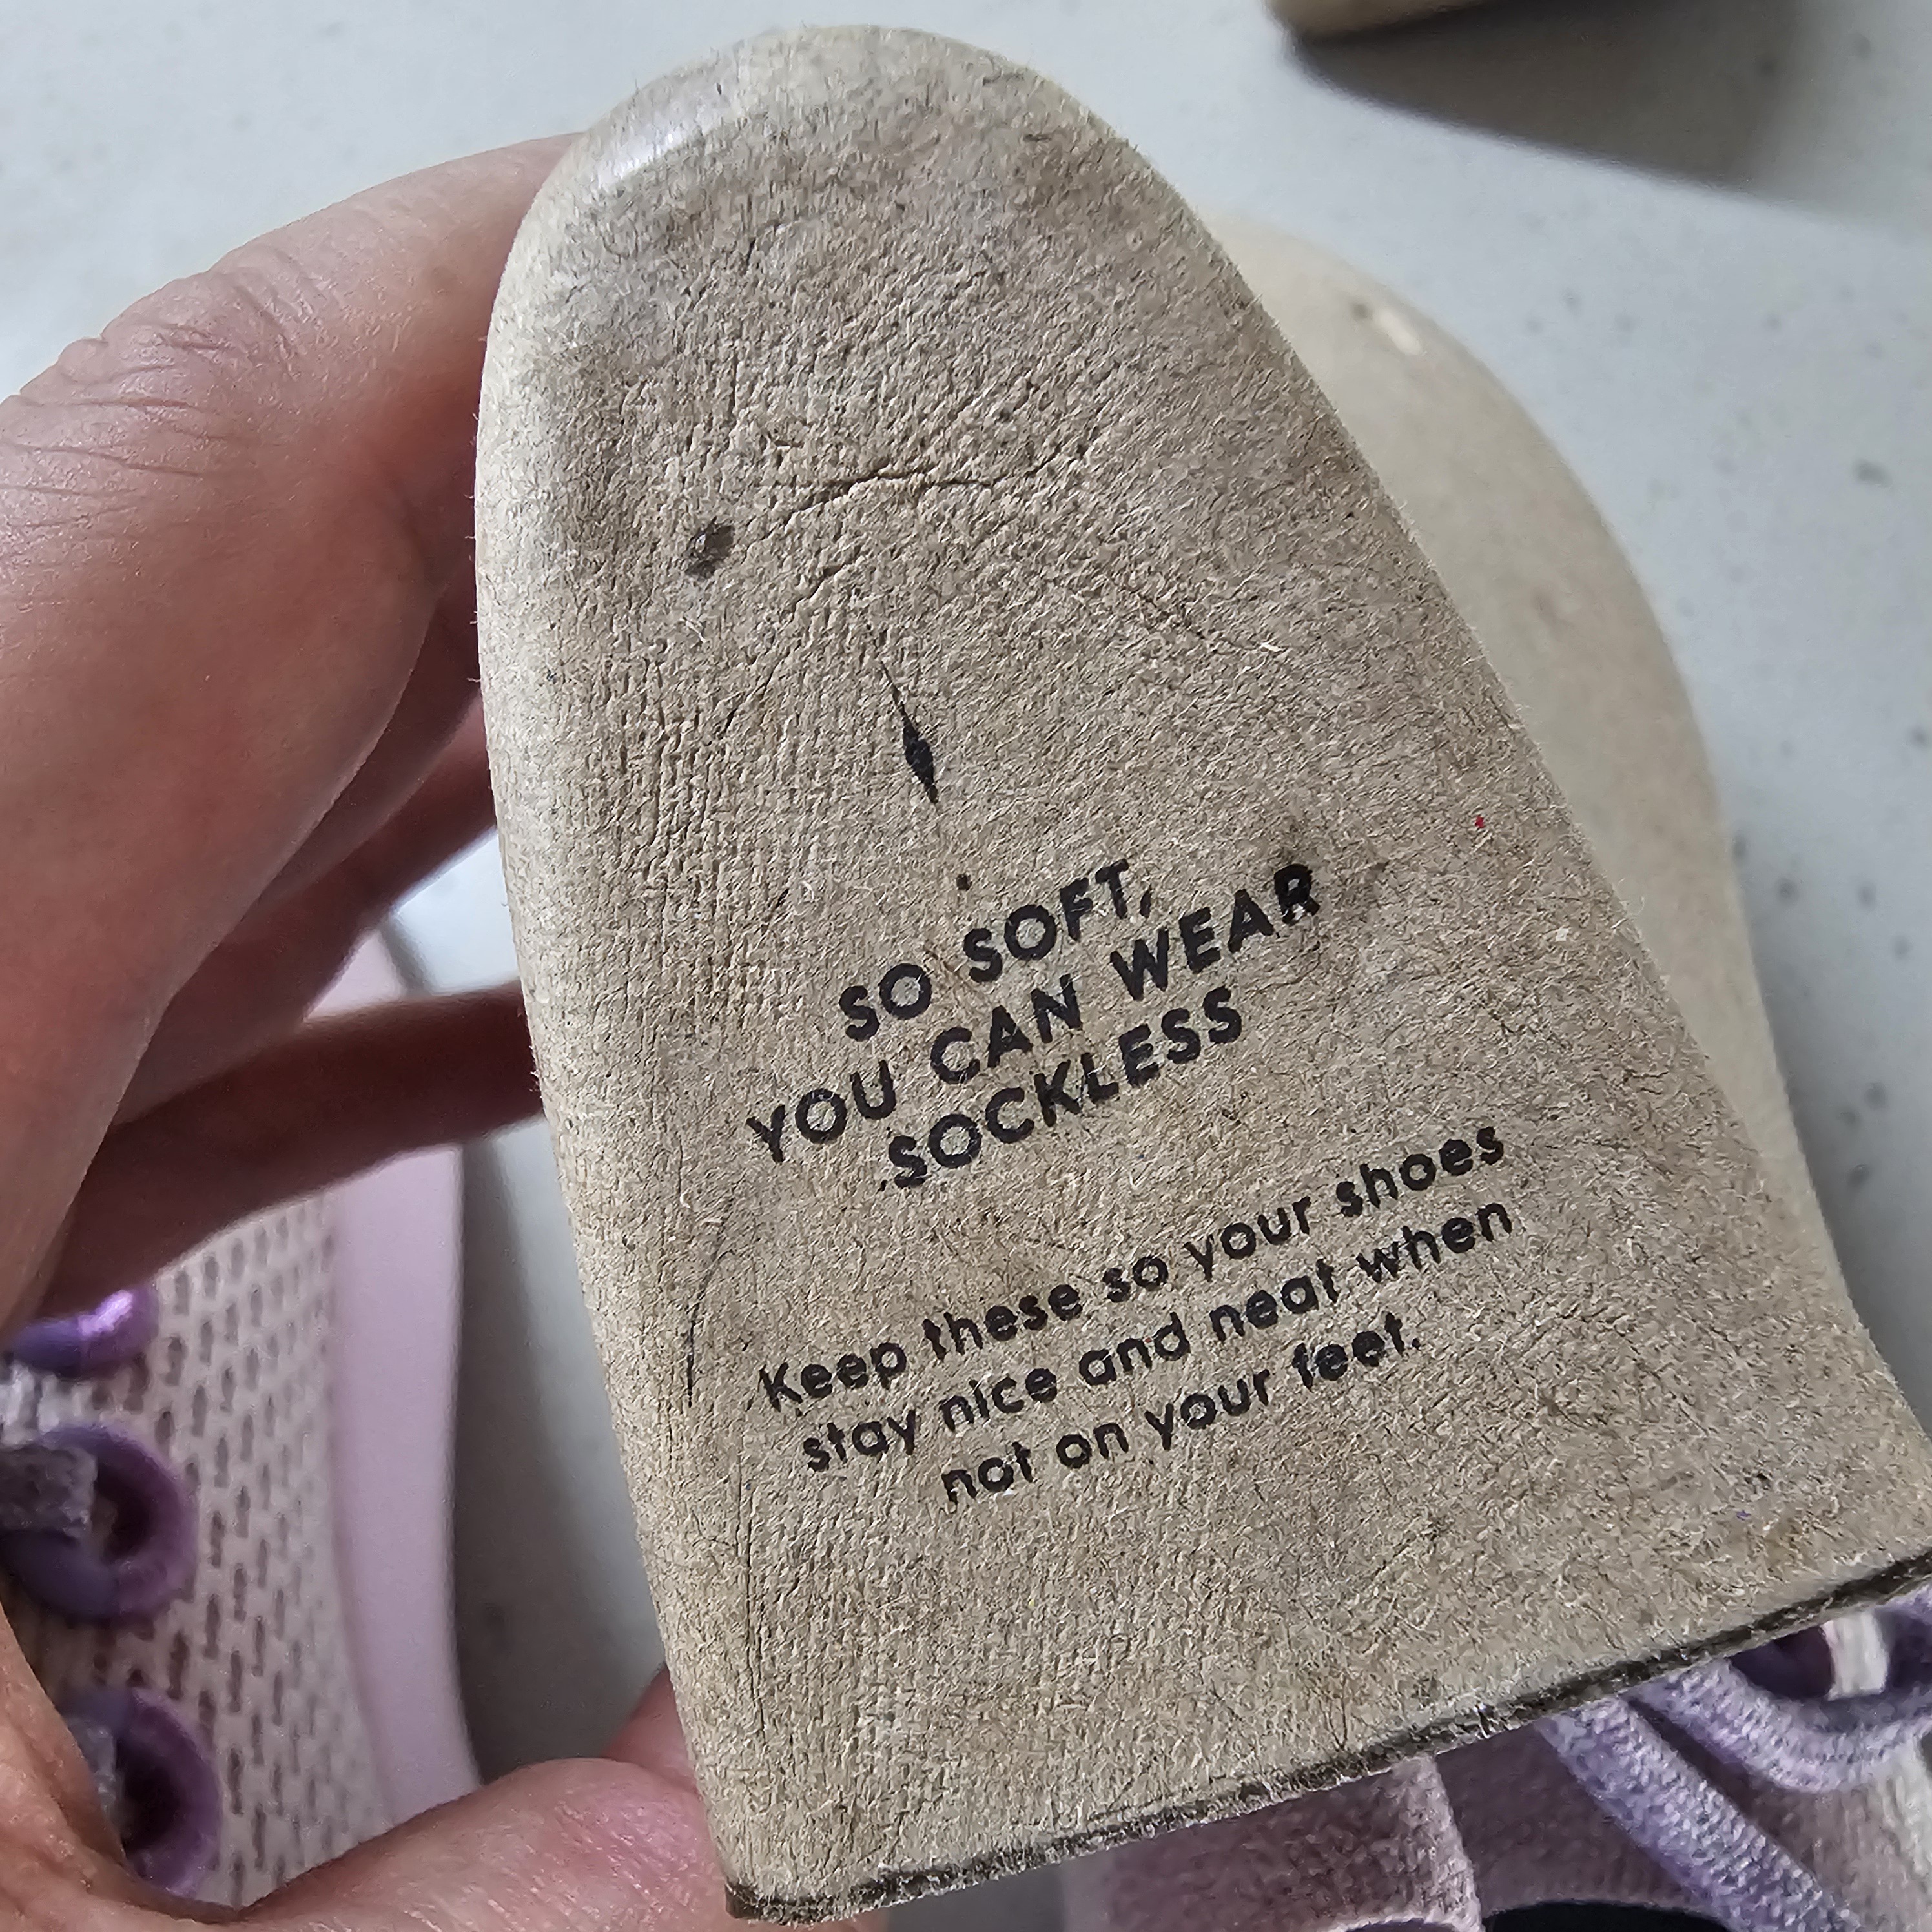 SO SOFT,
YOU CAN WEAR
SOCKLESS
Keep these so your shoes
stay nice and neat when
not on your feet.